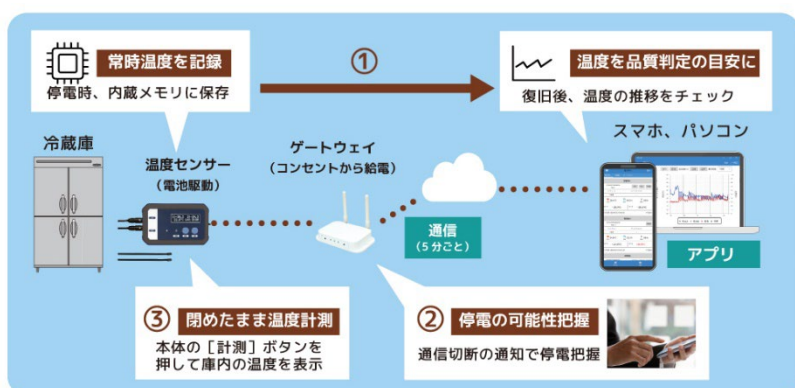 常時温度を記録
停電時、内蔵メモリに保存
①
温度を品質判定の目安に
復旧後、温度の推移をチェック
冷蔵庫
温度センサー
（電池駆動）
ゲートウェイ
（コンセントから給電）
通信
（5分ごと）
スマホ、パソコン
アプリ
③ 閉めたまま温度計測
本体の［計測］ボタンを
押して庫内の温度を表示
② 停電の可能性把握
通信切断の通知で停電把握